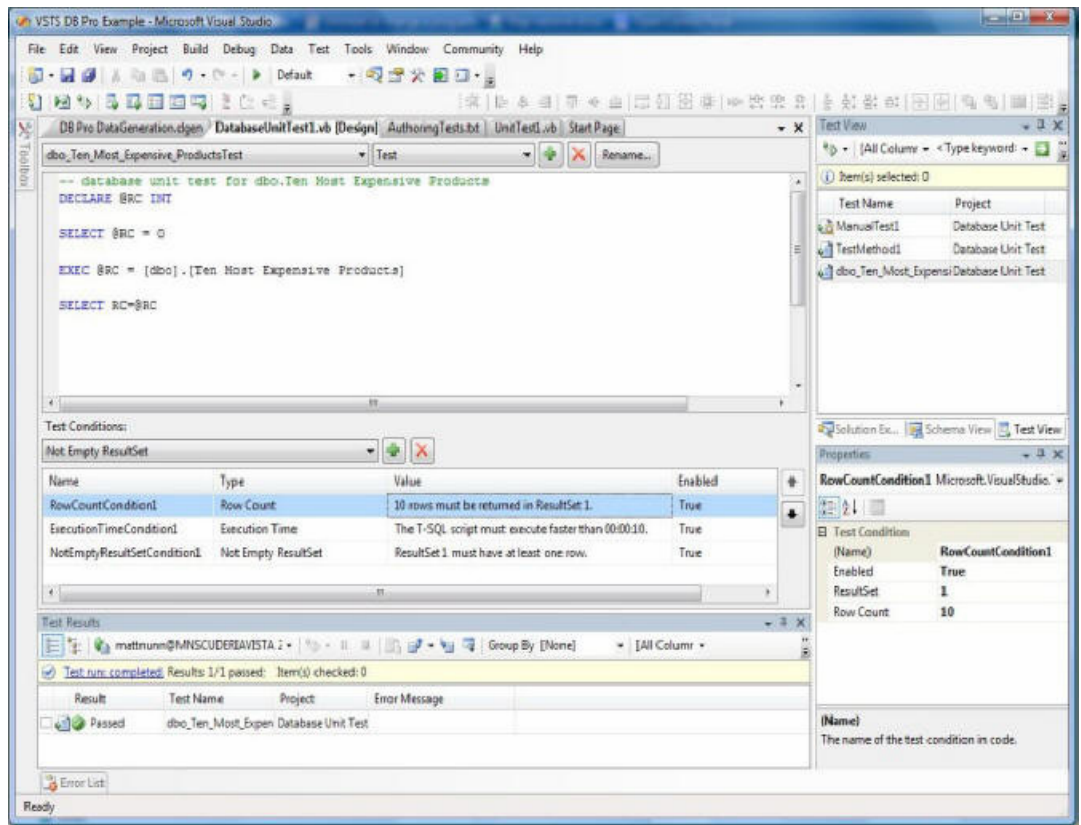 VSTS DB Pro Example - Microsoft Visual Studio
File Edit View Project Build Debug Data Test Tools Window Community Help
Default
DB Pro DataGeneration.dgen DatabaseUnitTest1.vb [Design] AuthoringTests.txt UnitTest1.vb Start Page
Toolbox
dbo_Ten_Most_Expensive_ProductsTest Test Rename...
-- database unit test for dbo.Ten Most Expensive Products
DECLARE @RC INT
SELECT @RC = 0
EXEC @RC = [dbo].[Ten Most Expensive Products]
SELECT RC=@RC
Test Conditions:
Not Empty ResultSet
Name Type Value Enabled
RowCountCondition1 Row Count 10 rows must be returned in ResultSet 1. True
ExecutionTimeCondition1 Execution Time The T-SQL script must execute faster than 00:00:10. True
NotEmptyResultSetCondition1 Not Empty ResultSet ResultSet 1 must have at least one row. True
Test Results
mattnunn@MNSCUDERIAVISTA 2 Group By [None] [All Columr
Test run: completed Results: 1/1 passed; Item(s) checked: 0
Result Test Name Project Error Message
Passed dbo_Ten_Most_Expen Database Unit Test
Error List
Ready
Test View
[All Columr <Type keyword:
Item(s) selected: 0
Test Name Project
ManualTest1 Database Unit Test
TestMethod1 Database Unit Test
dbo_Ten_Most_Expensi Database Unit Test
Solution Ex... Schema View Test View
Properties
RowCountCondition1 Microsoft.VisualStudio.
Test Condition
(Name) RowCountCondition1
Enabled True
ResultSet 1
Row Count 10
(Name)
The name of the test condition in code.